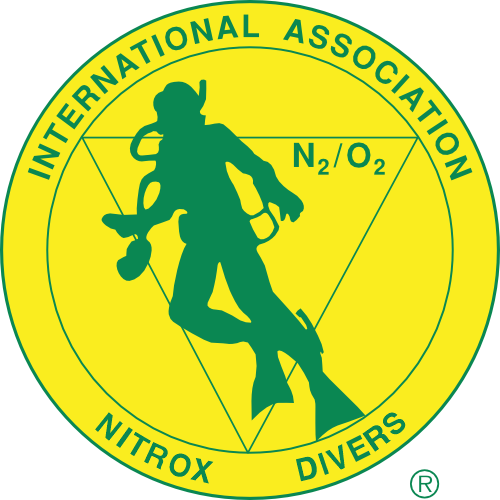 INTERNATIONAL ASSOCIATION
N₂/O₂
NITROX DIVERS
®